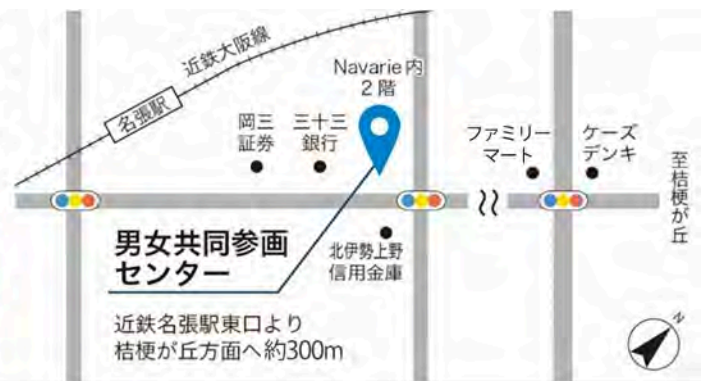 近鉄大阪線
名張駅
Navarie内
2階
岡三
証券
三十三
銀行
ファミリー
マート
ケーズ
デンキ
至桔梗が丘
男女共同参画
センター
北伊勢上野
信用金庫
近鉄名張駅東口より
桔梗が丘方面へ約300m
N